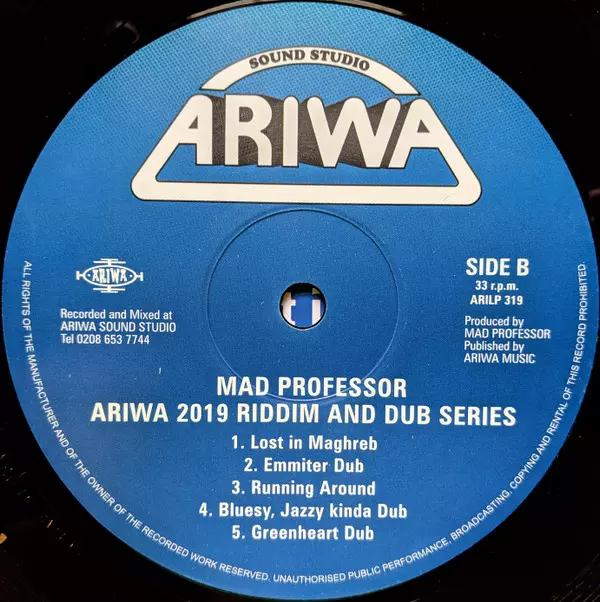 SOUND STUDIO
ARIWA
ARIWA
SIDE B
33 r.p.m.
ARILP 319
Recorded and Mixed at
ARIWA SOUND STUDIO
Tel 0208 653 7744
Produced by
MAD PROFESSOR
Published by
ARIWA MUSIC
MAD PROFESSOR
ARIWA 2019 RIDDIM AND DUB SERIES
1. Lost in Maghreb
2. Emmiter Dub
3. Running Around
4. Bluesy, Jazzy kinda Dub
5. Greenheart Dub
ALL RIGHTS OF THE MANUFACTURER AND OF THE OWNER OF THE RECORDED WORK RESERVED. UNAUTHORISED PUBLIC PERFORMANCE, BROADCASTING, COPYING AND RENTAL OF THIS RECORD PROHIBITED.